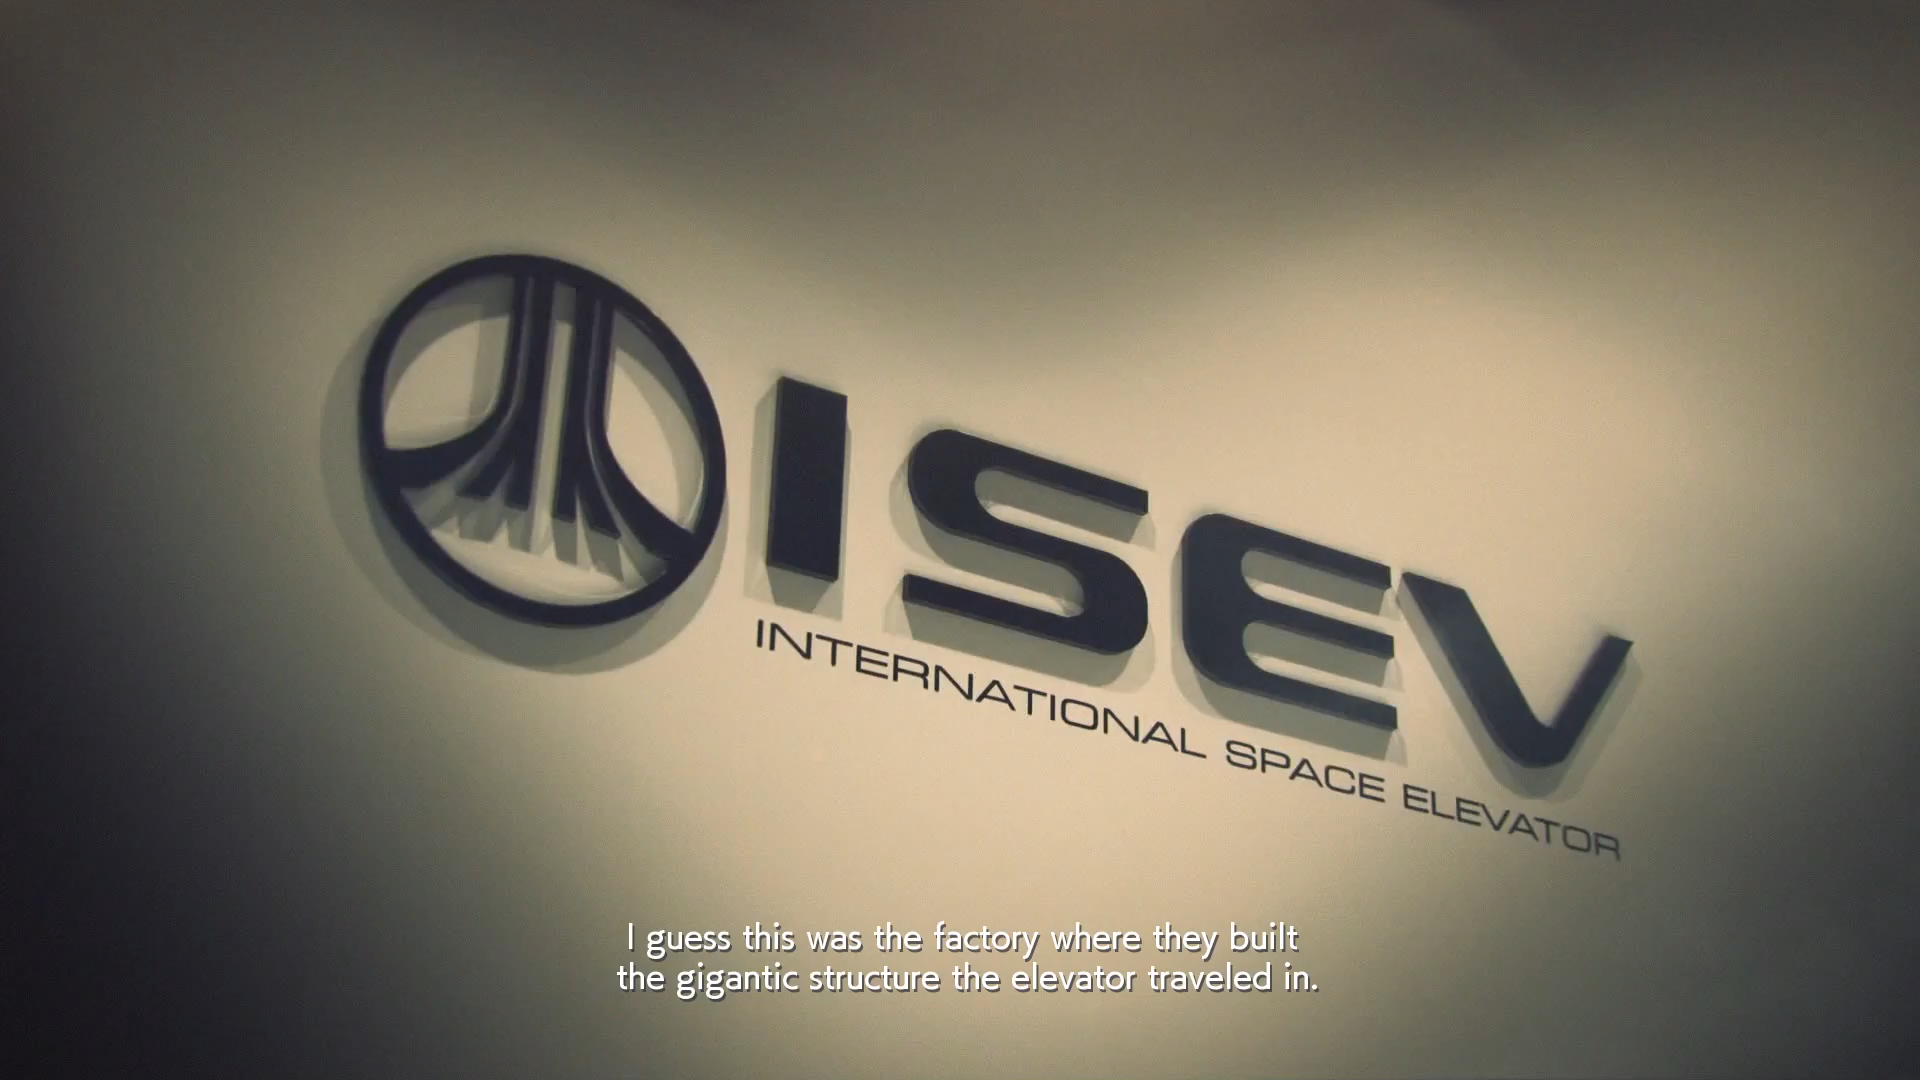 ISEV
INTERNATIONAL SPACE ELEVATOR
I guess this was the factory where they built
the gigantic structure the elevator traveled in.